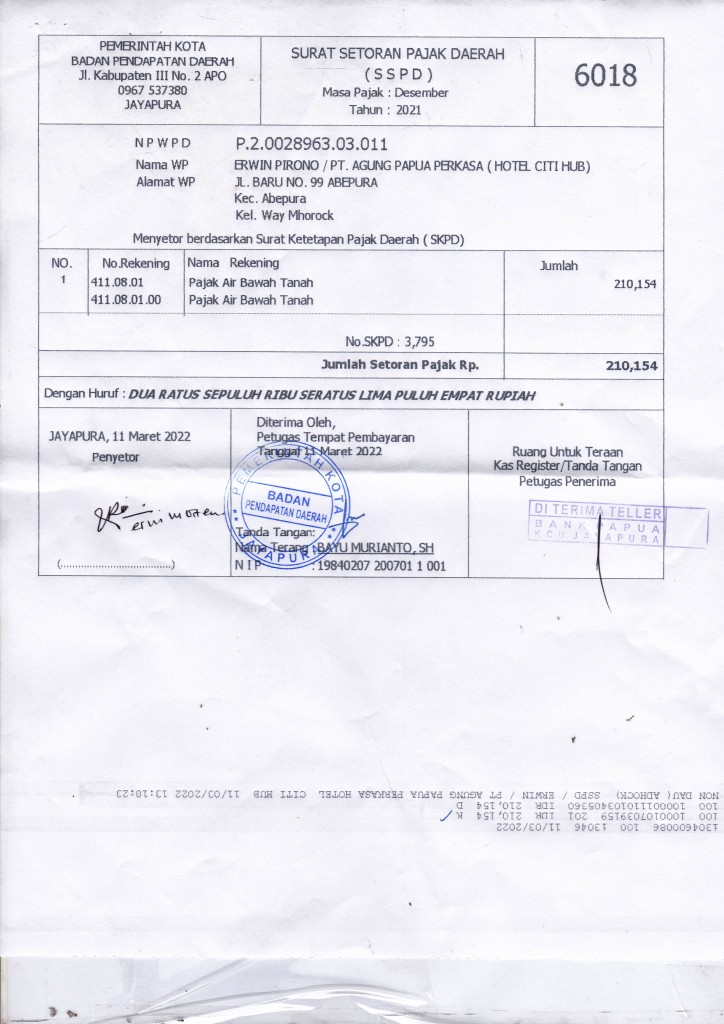 PEMERINTAH KOTA
BADAN PENDAPATAN DAERAH
Jl. Kabupaten III No. 2 APO
0967 537380
JAYAPURA
SURAT SETORAN PAJAK DAERAH
( S S P D )
Masa Pajak : Desember
Tahun : 2021
6018
N P W P D P.2.0028963.03.011
Nama WP ERWIN PIRONO / PT. AGUNG PAPUA PERKASA ( HOTEL CITI HUB)
Alamat WP JL. BARU NO. 99 ABEPURA
Kec. Abepura
Kel. Way Mhorock
Menyetor berdasarkan Surat Ketetapan Pajak Daerah ( SKPD)
NO. No.Rekening Nama Rekening Jumlah
1 411.08.01 Pajak Air Bawah Tanah 210,154
411.08.01.00 Pajak Air Bawah Tanah
No.SKPD : 3,795
Jumlah Setoran Pajak Rp. 210,154
Dengan Huruf : DUA RATUS SEPULUH RIBU SERATUS LIMA PULUH EMPAT RUPIAH
JAYAPURA, 11 Maret 2022
Penyetor
(......................................)
Diterima Oleh,
Petugas Tempat Pembayaran
Tanggal 11 Maret 2022
PEMERINTAH KOTA
BADAN
PENDAPATAN DAERAH
JAYAPURA
Tanda Tangan:
Nama Terang : BAYU MURIANTO, SH
N I P : 19840207 200701 1 001
Ruang Untuk Teraan
Kas Register/Tanda Tangan
Petugas Penerima
DI TERIMA TELLER
BANK PAPUA
KCU JAYAPURA
1304600086 100 13046 11/03/2022
100 1000107039159 201 IDR 210,154 K
100 1000011010340536​0 IDR 210,154 D
NON DAU( ADHOCK) SSPD / ERWIN / PT AGUNG PAPUA PERKASA HOTEL CITI HUB 11/03/2022 13:18:23